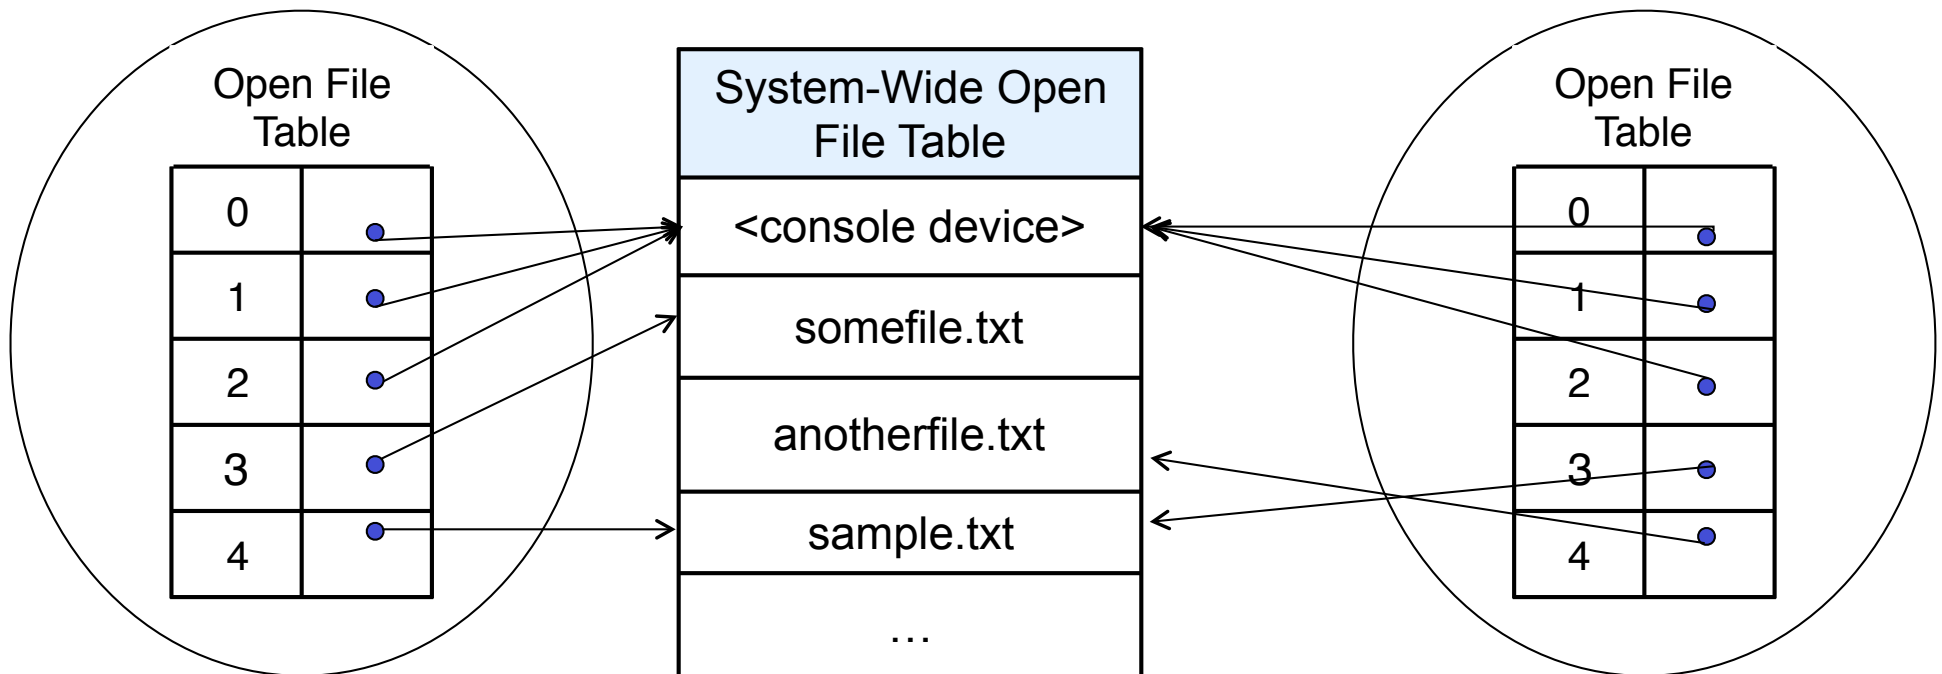 Open File
Table
0
1
2
3
4
System-Wide Open
File Table
<console device>
somefile.txt
anotherfile.txt
sample.txt
…
Open File
Table
0
1
2
3
4